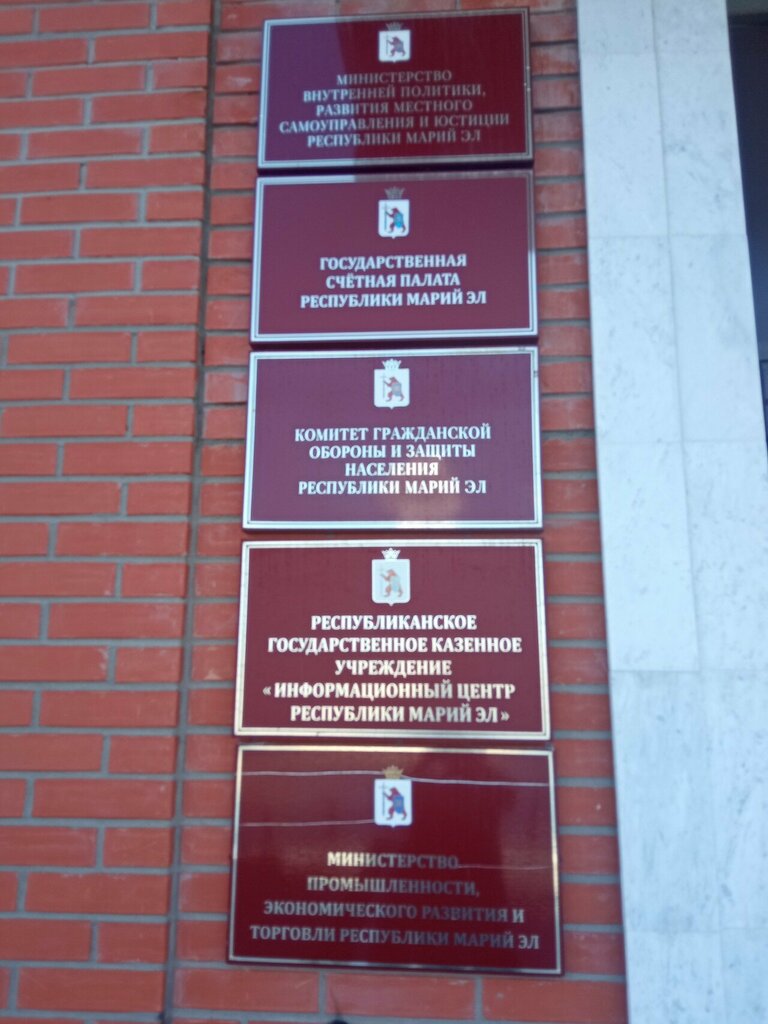 МИНИСТЕРСТВО
ВНУТРЕННЕЙ ПОЛИТИКИ,
РАЗВИТИЯ МЕСТНОГО
САМОУПРАВЛЕНИЯ И ЮСТИЦИИ
РЕСПУБЛИКИ МАРИЙ ЭЛ
ГОСУДАРСТВЕННАЯ
СЧЁТНАЯ ПАЛАТА
РЕСПУБЛИКИ МАРИЙ ЭЛ
КОМИТЕТ ГРАЖДАНСКОЙ
ОБОРОНЫ И ЗАЩИТЫ
НАСЕЛЕНИЯ
РЕСПУБЛИКИ МАРИЙ ЭЛ
РЕСПУБЛИКАНСКОЕ
ГОСУДАРСТВЕННОЕ КАЗЕННОЕ
УЧРЕЖДЕНИЕ
«ИНФОРМАЦИОННЫЙ ЦЕНТР
РЕСПУБЛИКИ МАРИЙ ЭЛ»
МИНИСТЕРСТВО
ПРОМЫШЛЕННОСТИ,
ЭКОНОМИЧЕСКОГО РАЗВИТИЯ И
ТОРГОВЛИ РЕСПУБЛИКИ МАРИЙ ЭЛ